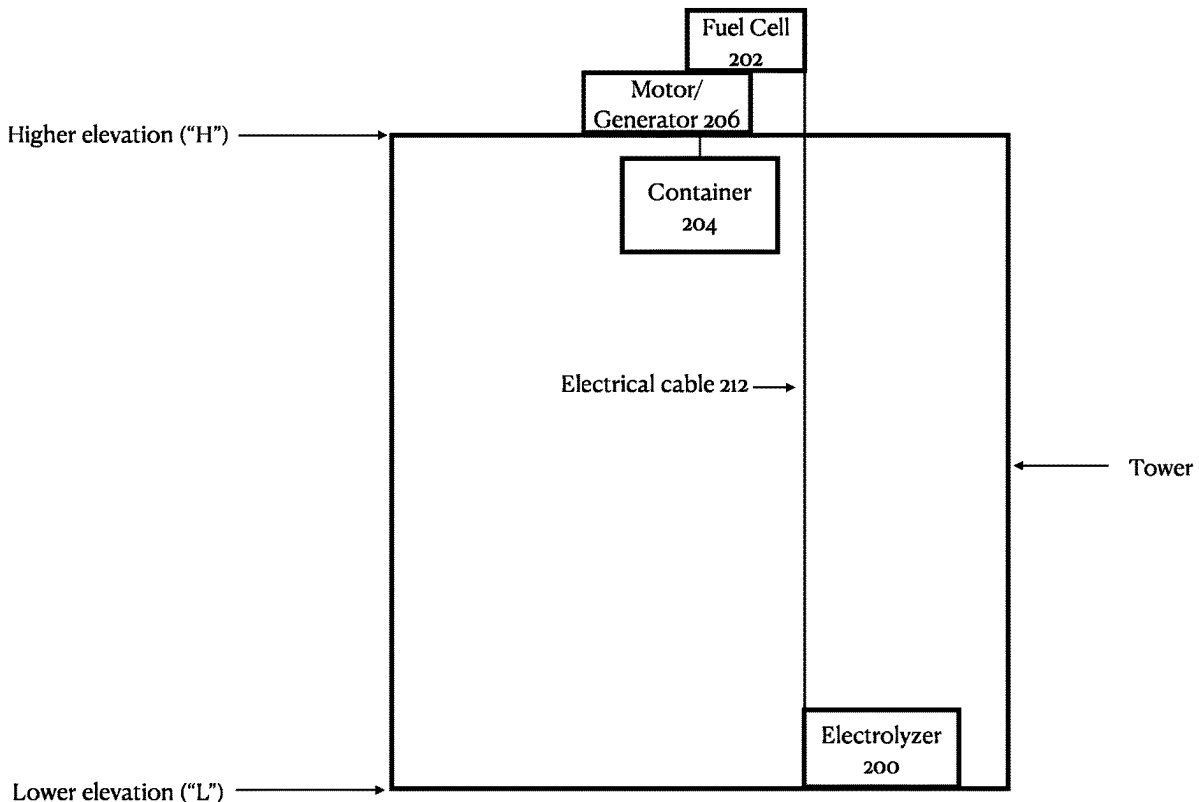 Fuel Cell
202
Motor/
Generator 206
Higher elevation (“H”)
Container
204
Electrical cable 212
Tower
Electrolyzer
200
Lower elevation (“L”)